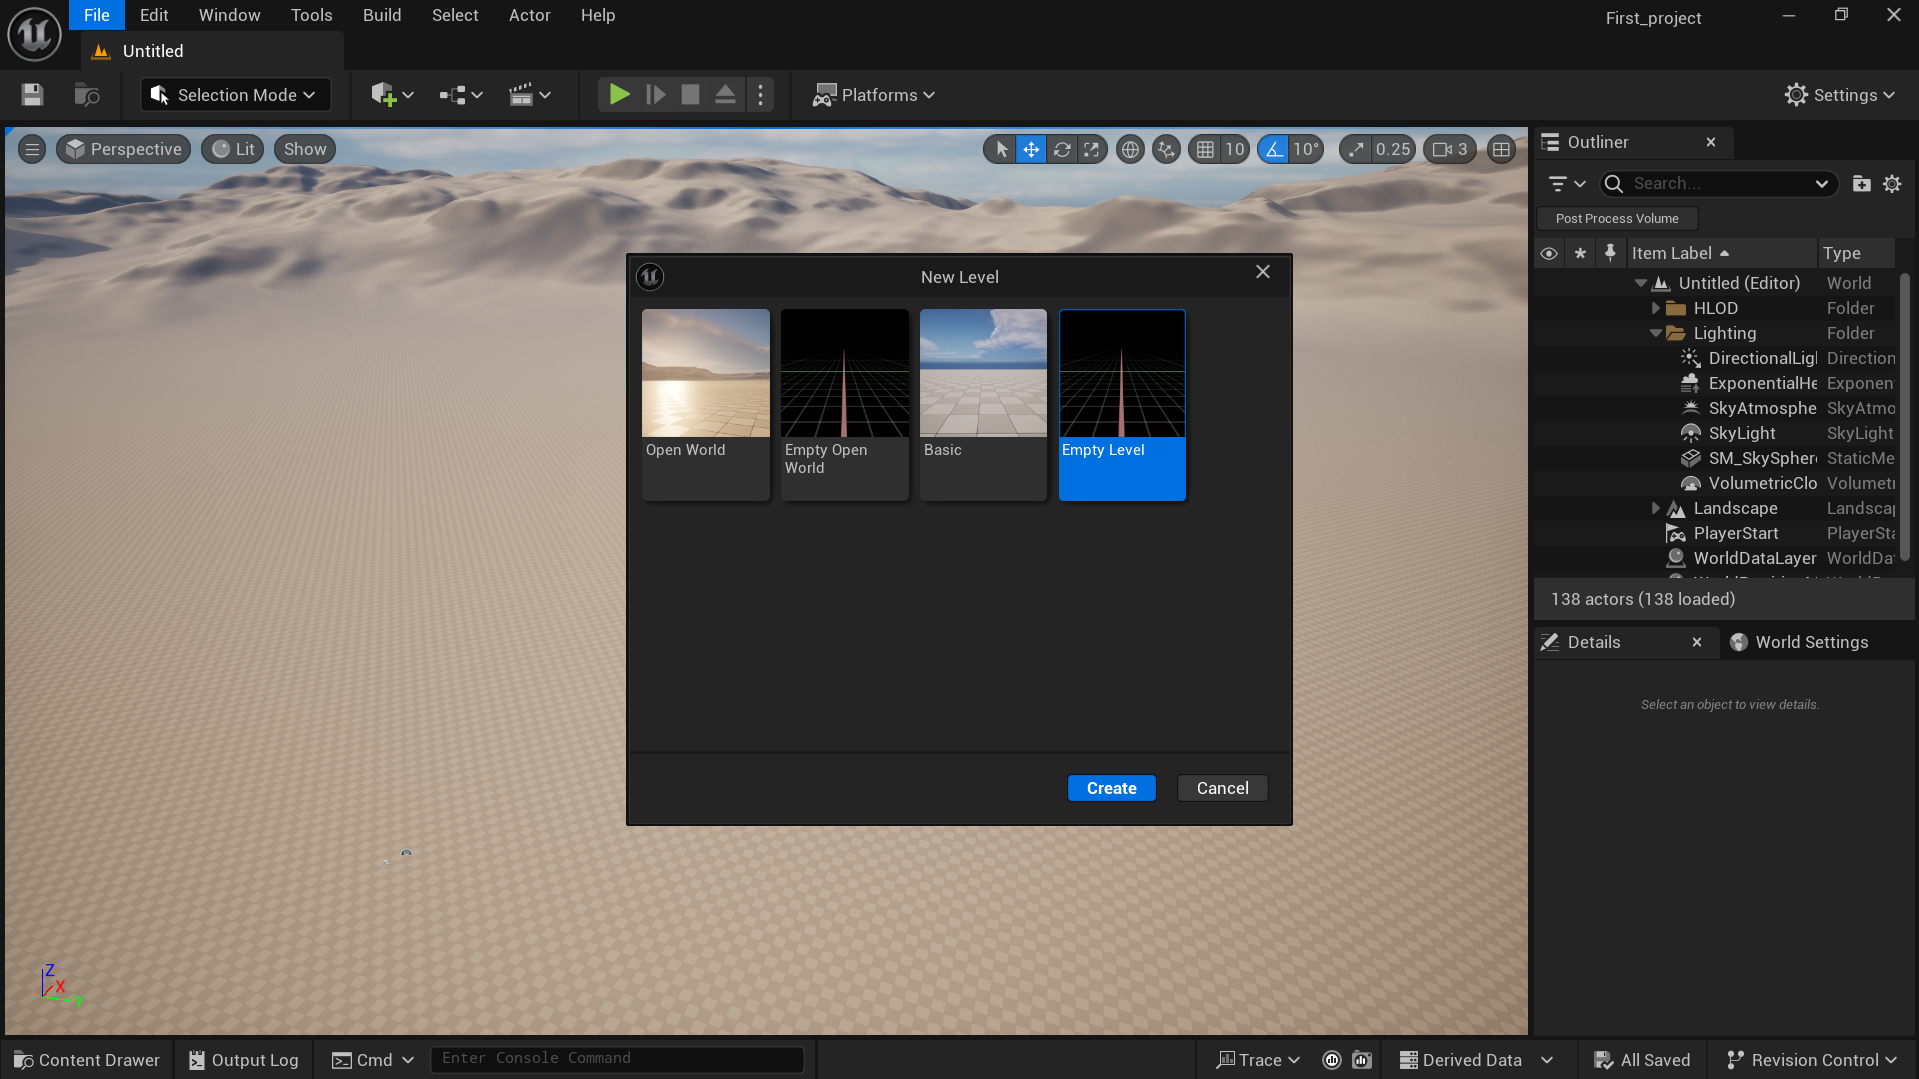 File Edit Window Tools Build Select Actor Help
First_project
Untitled
Selection Mode
Platforms
Settings
Perspective
Lit
Show
10
10°
0.25
3
Outliner
Search...
Post Process Volume
Item Label
Type
Untitled (Editor) World
HLOD Folder
Lighting Folder
DirectionalLigl Direction
ExponentialHe Exponen
SkyAtmosphe SkyAtmo
SkyLight SkyLight
SM_SkySpher StaticMe
VolumetricClo Volumetr
Landscape Landscap
PlayerStart PlayerSta
WorldDataLayer WorldDa
138 actors (138 loaded)
Details
World Settings
Select an object to view details.
New Level
Open World
Empty Open
World
Basic
Empty Level
Create
Cancel
Z
X
Y
Content Drawer
Output Log
Cmd
Enter Console Command
Trace
Derived Data
All Saved
Revision Control